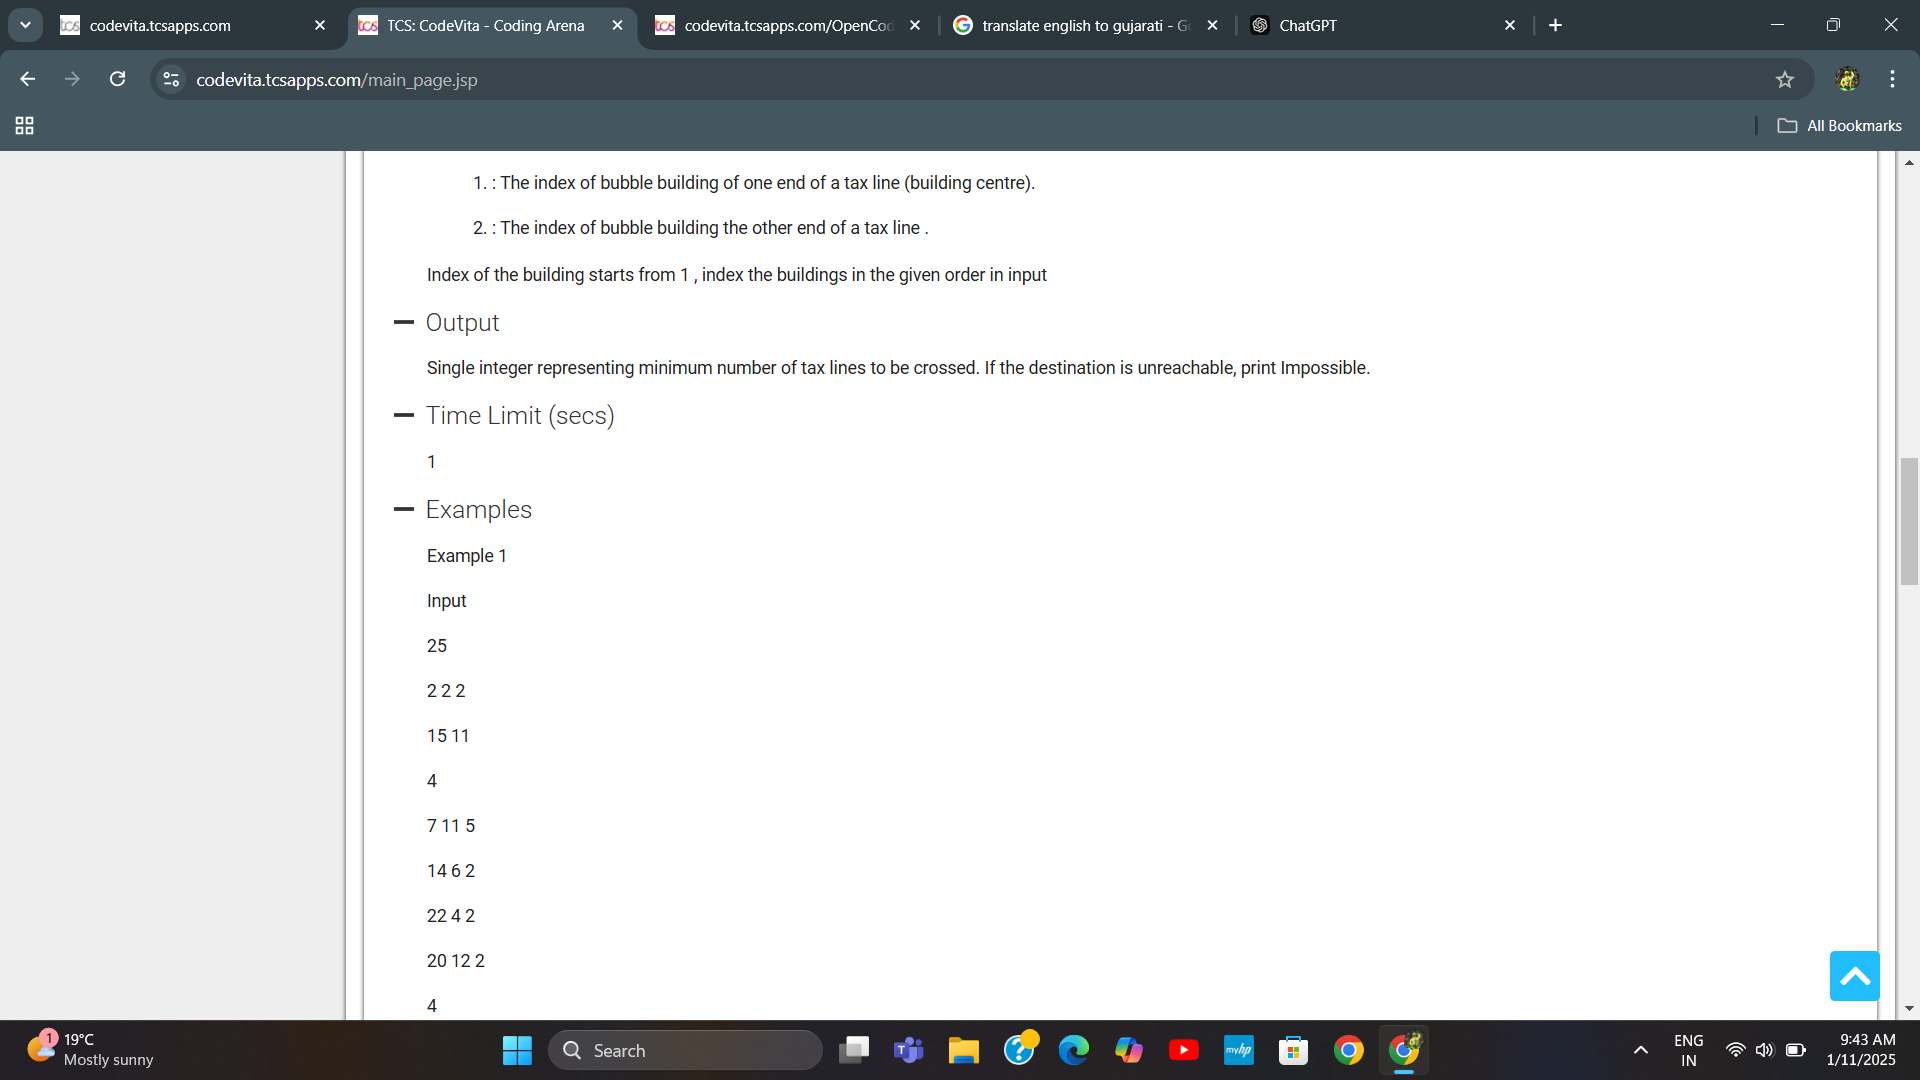 codevita.tcsapps.com
TCS: CodeVita - Coding Arena
codevita.tcsapps.com/OpenCod
translate english to gujarati - G
ChatGPT
codevita.tcsapps.com/main_page.jsp
All Bookmarks
1. : The index of bubble building of one end of a tax line (building centre).
2. : The index of bubble building the other end of a tax line .
Index of the building starts from 1 , index the buildings in the given order in input
Output
Single integer representing minimum number of tax lines to be crossed. If the destination is unreachable, print Impossible.
Time Limit (secs)
1
Examples
Example 1
Input
25
2 2 2
15 11
4
7 11 5
14 6 2
22 4 2
20 12 2
4
1
19°C
Mostly sunny
Search
myhp
ENG
IN
9:43 AM
1/11/2025